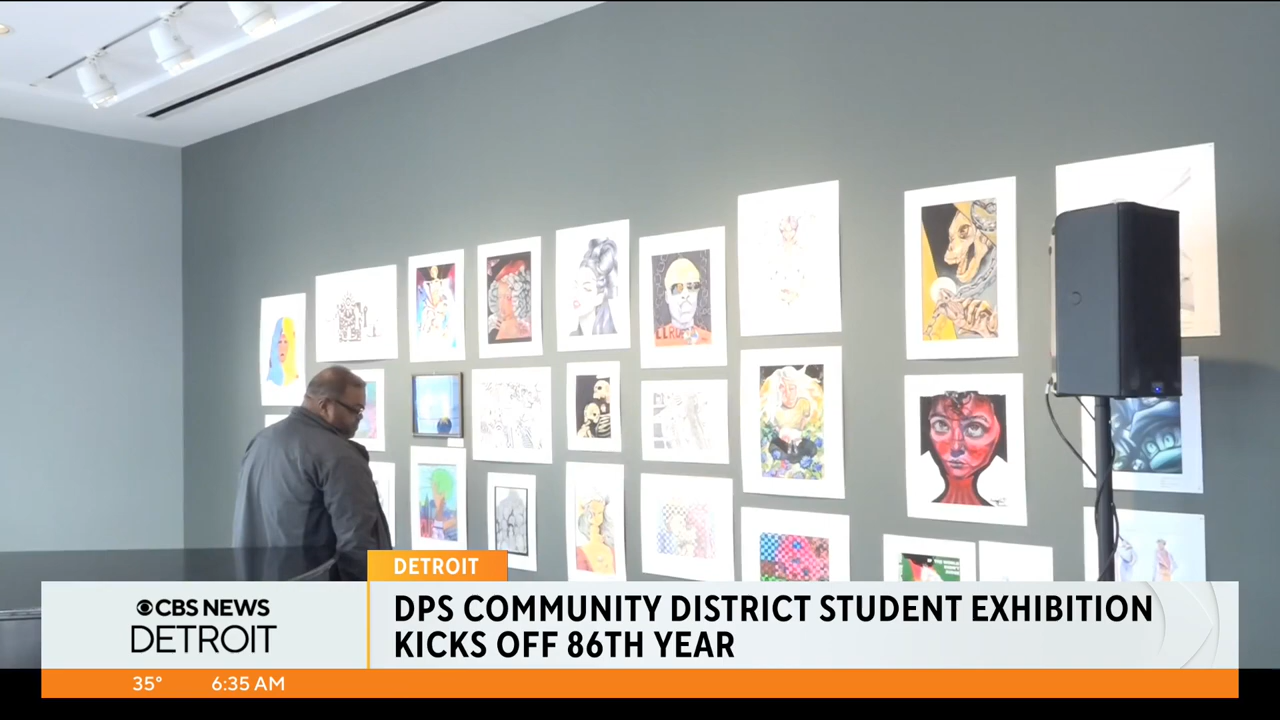 DETROIT
CBS NEWS
DETROIT
DPS COMMUNITY DISTRICT STUDENT EXHIBITION
KICKS OFF 86TH YEAR
35° 6:35 AM